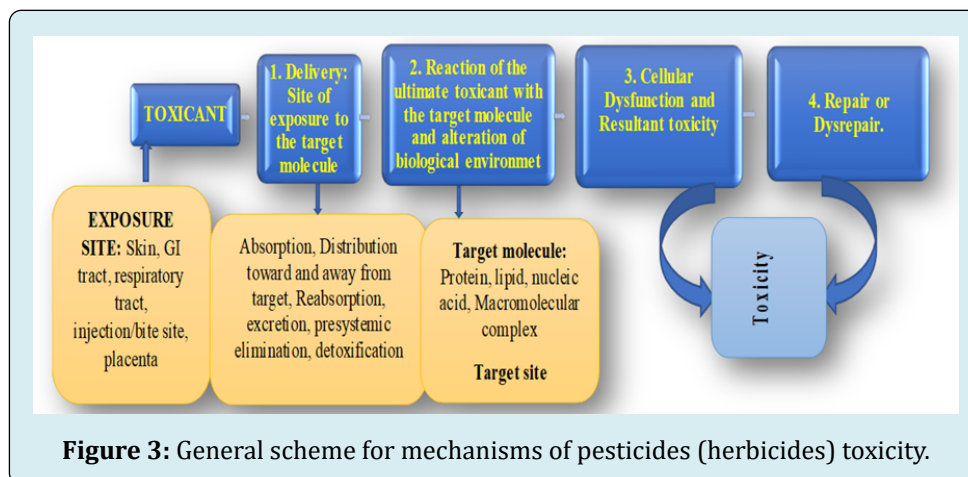 TOXICANT
1. Delivery:
Site of
exposure to
the target
molecule
2. Reaction of the
ultimate toxicant with
the target molecule
and alteration of
biological environmet
3. Cellular
Dysfunction and
Resultant toxicity
4. Repair or
Dysrepair.
EXPOSURE
SITE: Skin, GI
tract, respiratory
tract,
injection/bite site,
placenta
Absorption, Distribution
toward and away from
target, Reabsorption,
excretion, presystemic
elimination, detoxification
Target molecule:
Protein, lipid, nucleic
acid, Macromolecular
complex
Target site
Toxicity
Figure 3: General scheme for mechanisms of pesticides (herbicides) toxicity.